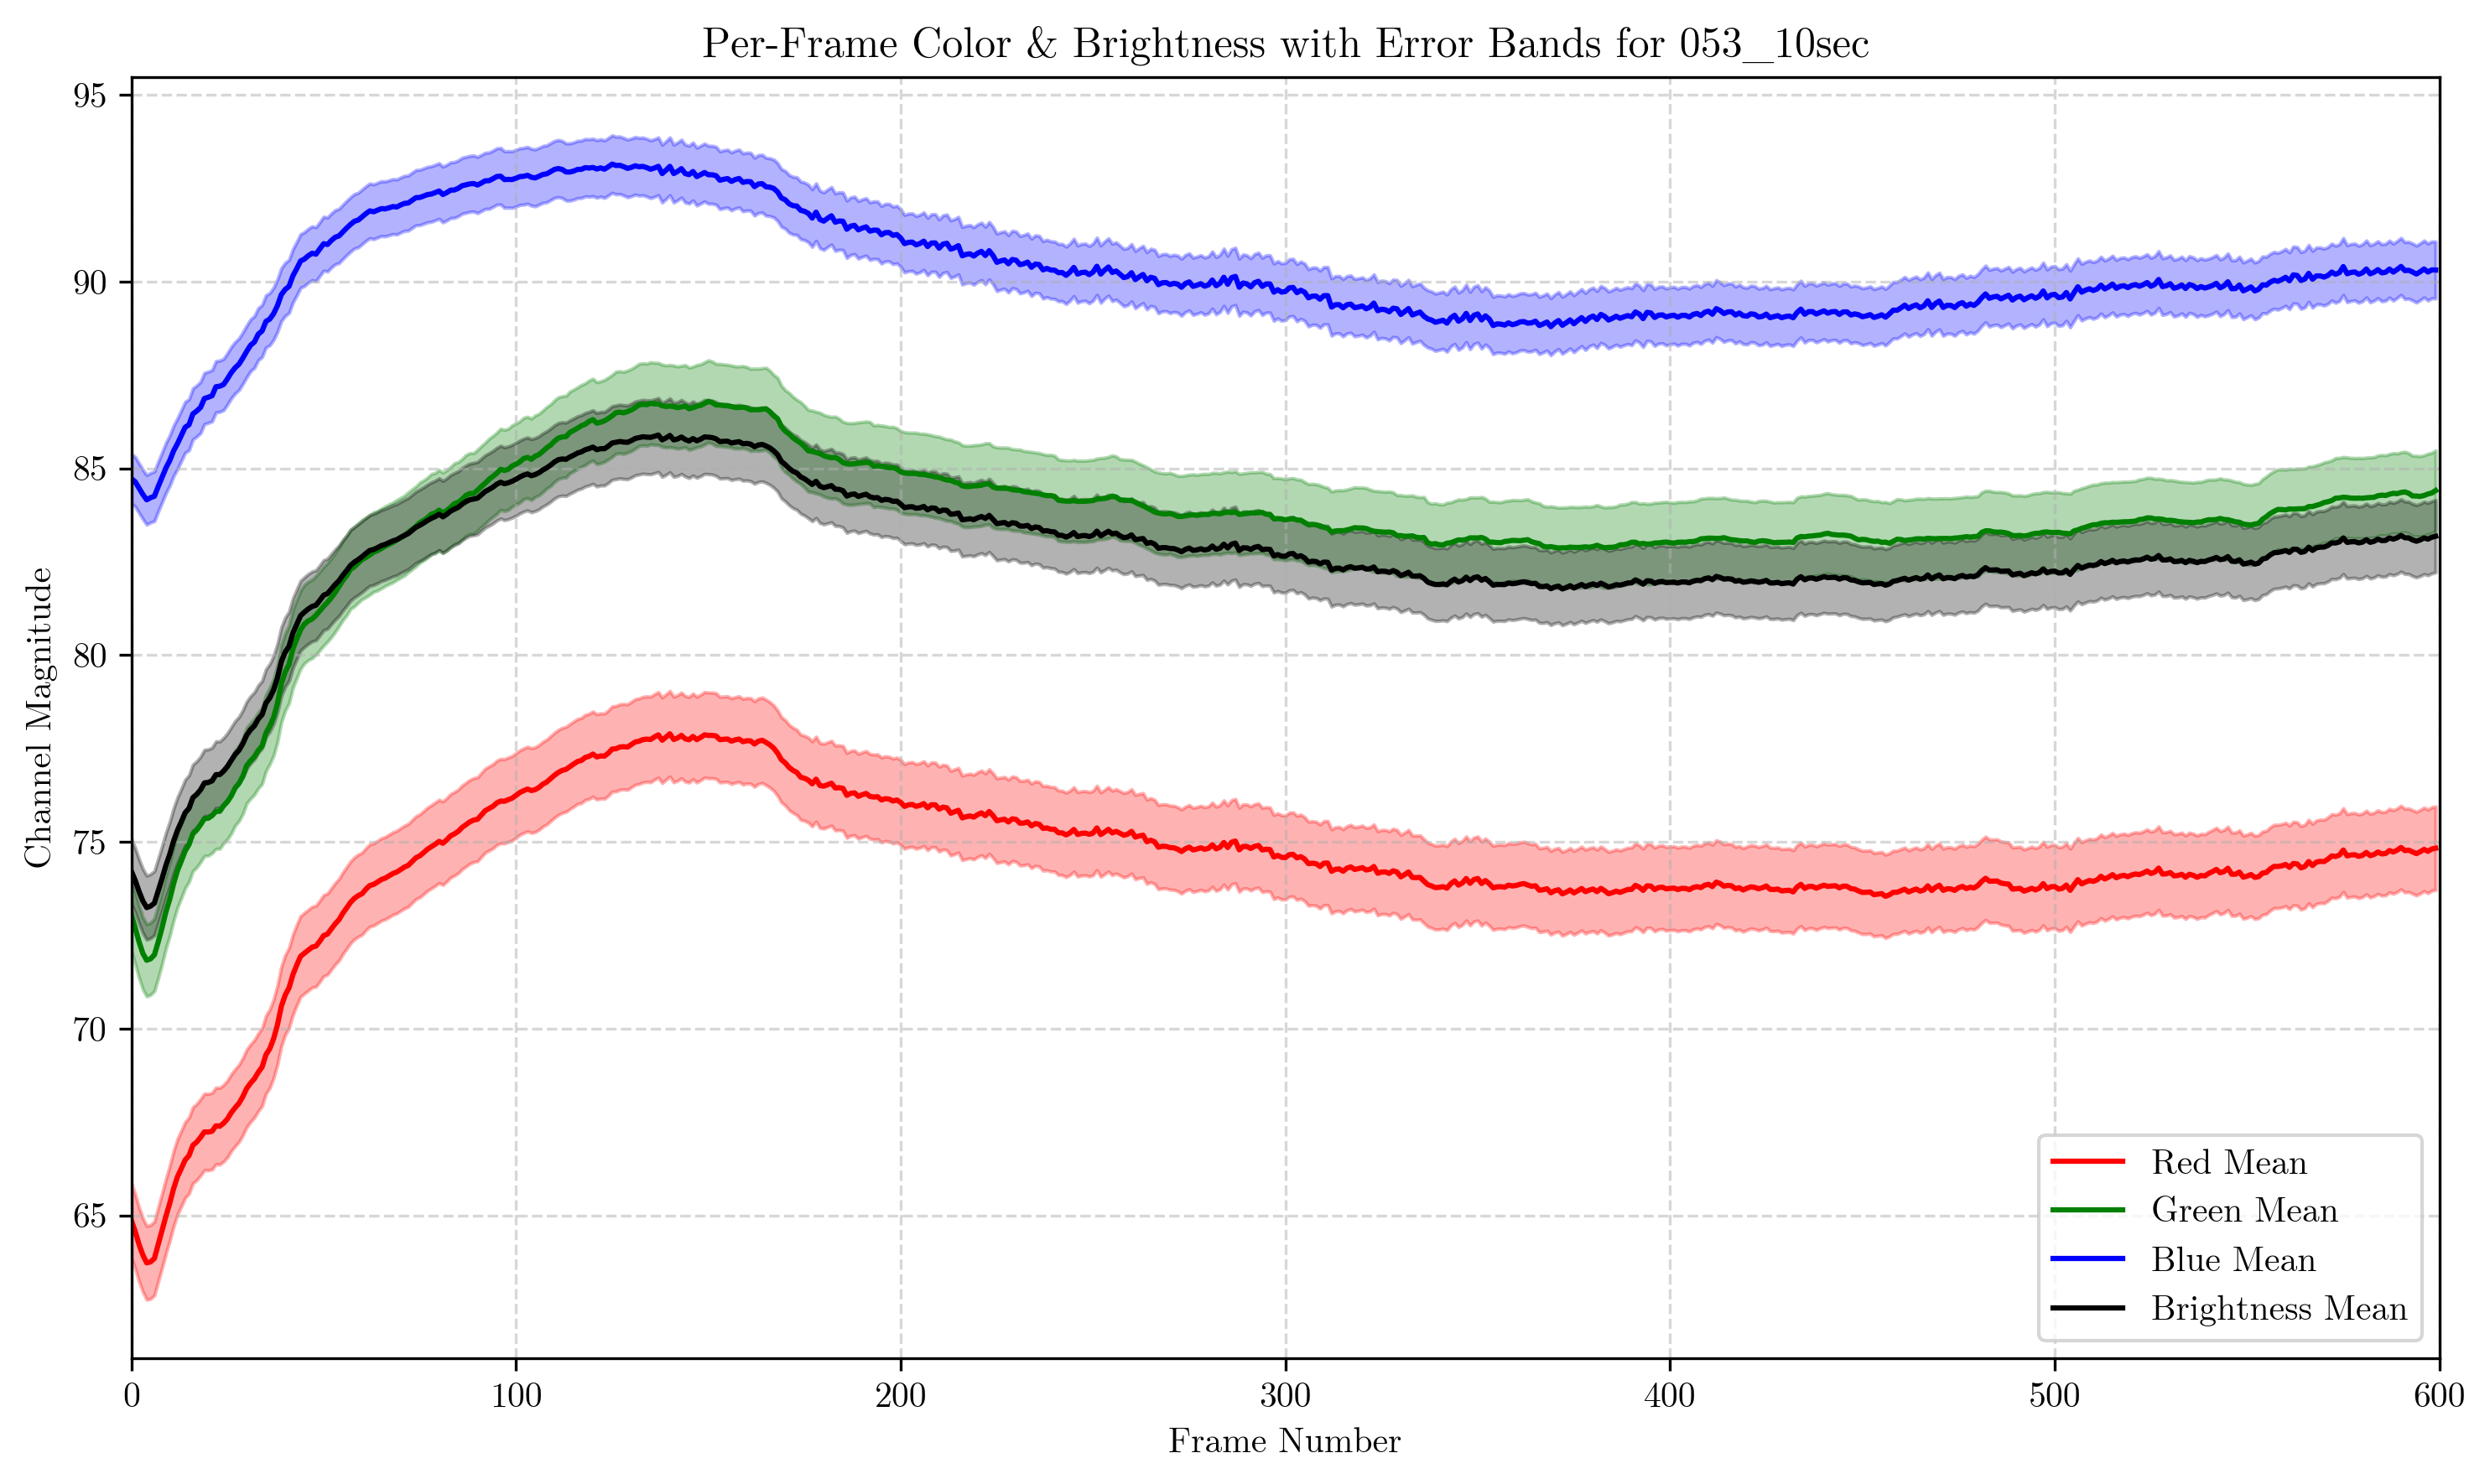 Per-Frame Color & Brightness with Error Bands for 053_10sec
Channel Magnitude
95
90
85
80
75
70
65
0 100 200 300 400 500 600
Frame Number
Red Mean
Green Mean
Blue Mean
Brightness Mean